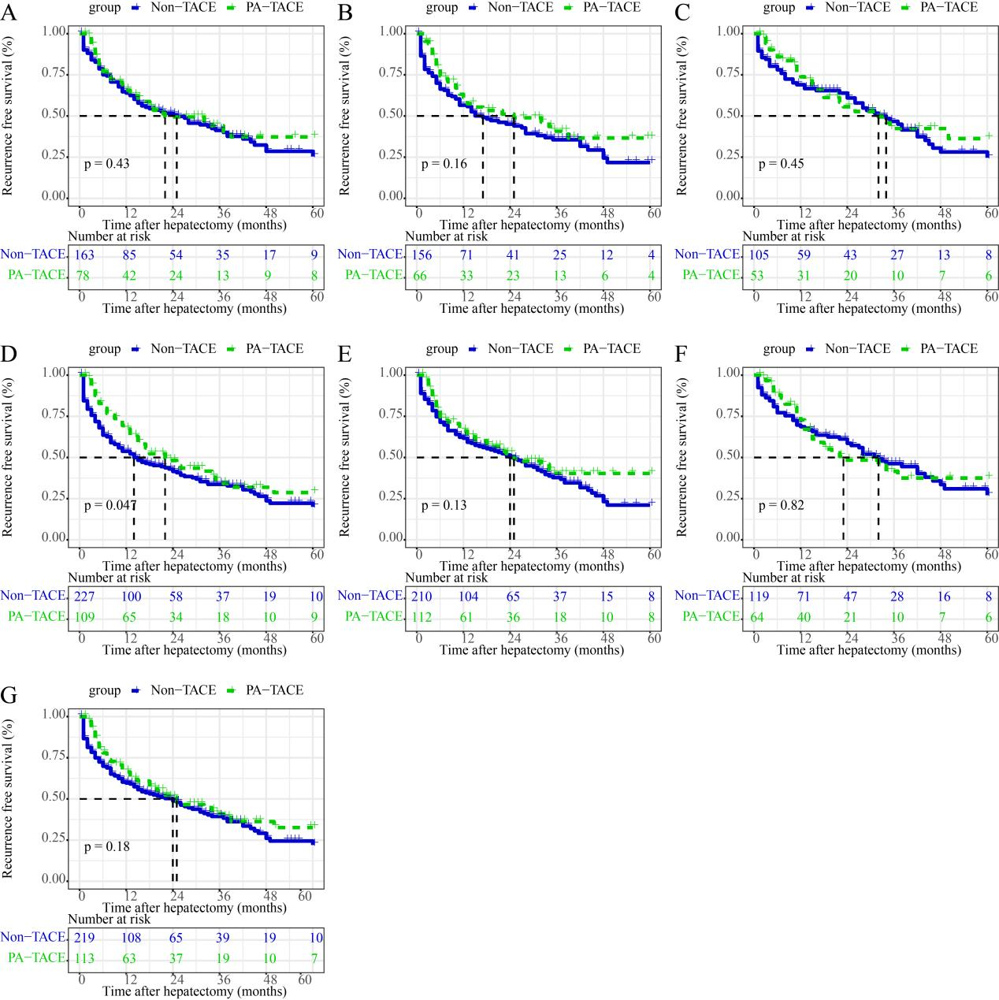 A
group Non−TACE PA−TACE
Recurrence free survival (%)
1.00
0.75
0.50
0.25
0.00
p = 0.43
0 12 24 36 48 60
Time after hepatectomy (months)
Number at risk
Non−TACE 163 85 54 35 17 9
PA−TACE 78 42 24 13 9 8
0 12 24 36 48 60
Time after hepatectomy (months)
B
group Non−TACE PA−TACE
Recurrence free survival (%)
1.00
0.75
0.50
0.25
0.00
p = 0.16
0 12 24 36 48 60
Time after hepatectomy (months)
Number at risk
Non−TACE 156 71 41 25 12 4
PA−TACE 66 33 23 13 6 4
0 12 24 36 48 60
Time after hepatectomy (months)
C
group Non−TACE PA−TACE
Recurrence free survival (%)
1.00
0.75
0.50
0.25
0.00
p = 0.45
0 12 24 36 48 60
Time after hepatectomy (months)
Number at risk
Non−TACE 105 59 43 27 13 8
PA−TACE 53 31 20 10 7 6
0 12 24 36 48 60
Time after hepatectomy (months)
D
group Non−TACE PA−TACE
Recurrence free survival (%)
1.00
0.75
0.50
0.25
0.00
p = 0.047
0 12 24 36 48 60
Time after hepatectomy (months)
Number at risk
Non−TACE 227 100 58 37 19 10
PA−TACE 109 65 34 18 10 9
0 12 24 36 48 60
Time after hepatectomy (months)
E
group Non−TACE PA−TACE
Recurrence free survival (%)
1.00
0.75
0.50
0.25
0.00
p = 0.13
0 12 24 36 48 60
Time after hepatectomy (months)
Number at risk
Non−TACE 210 104 65 37 15 8
PA−TACE 112 61 36 18 10 8
0 12 24 36 48 60
Time after hepatectomy (months)
F
group Non−TACE PA−TACE
Recurrence free survival (%)
1.00
0.75
0.50
0.25
0.00
p = 0.82
0 12 24 36 48 60
Time after hepatectomy (months)
Number at risk
Non−TACE 119 71 47 28 16 8
PA−TACE 64 40 21 10 7 6
0 12 24 36 48 60
Time after hepatectomy (months)
G
group Non−TACE PA−TACE
Recurrence free survival (%)
1.00
0.75
0.50
0.25
0.00
p = 0.18
0 12 24 36 48 60
Time after hepatectomy (months)
Number at risk
Non−TACE 219 108 65 39 19 10
PA−TACE 113 63 37 19 10 7
0 12 24 36 48 60
Time after hepatectomy (months)